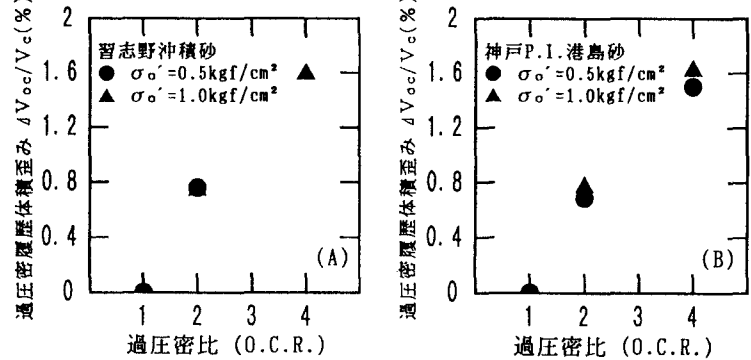 過圧密履歴体積歪み ΔVoc/Vc(%)
2
1.6
1.2
0.8
0.4
0
習志野沖積砂
● σo´=0.5kgf/cm²
▲ σo´=1.0kgf/cm²
(A)
1 2 3 4
過圧密比 (O.C.R.)
過圧密履歴体積歪み ΔVoc/Vc(%)
2
1.6
1.2
0.8
0.4
0
神戸P.I.港島砂
● σo´=0.5kgf/cm²
▲ σo´=1.0kgf/cm²
(B)
1 2 3 4
過圧密比 (O.C.R.)